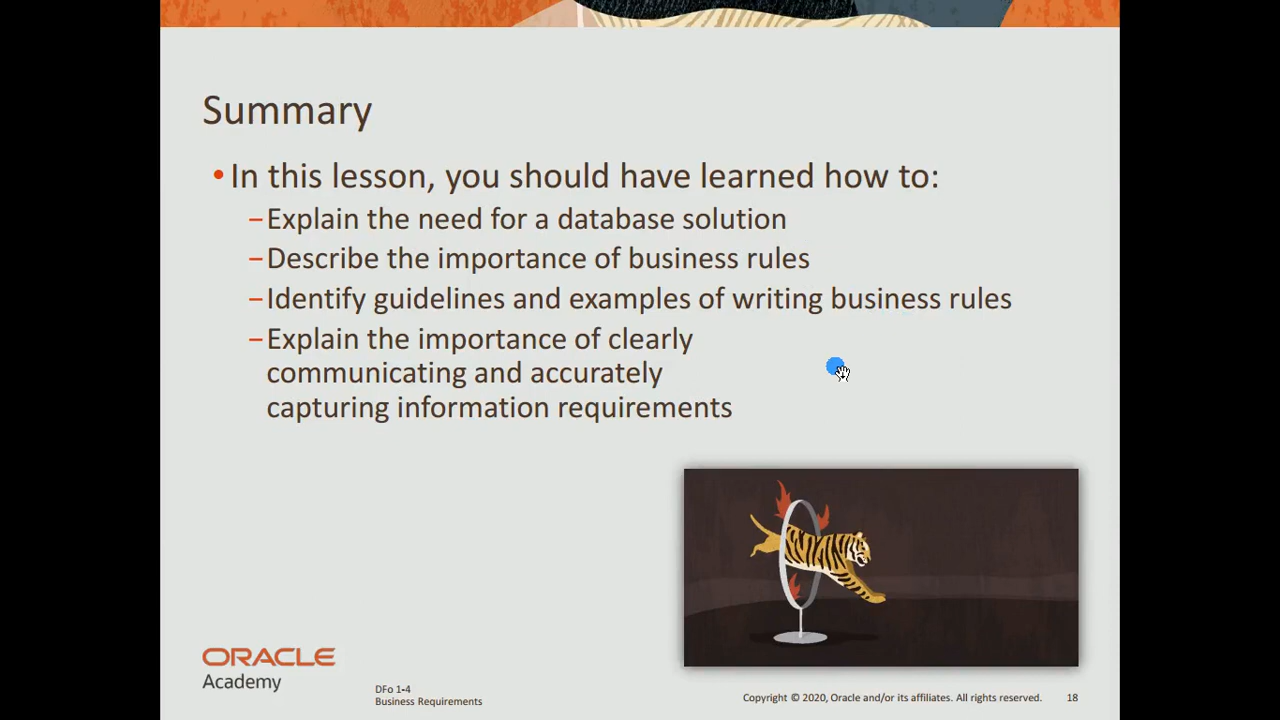 Summary
•In this lesson, you should have learned how to:
–Explain the need for a database solution
–Describe the importance of business rules
–Identify guidelines and examples of writing business rules
–Explain the importance of clearly
communicating and accurately
capturing information requirements
ORACLE
Academy
DFo 1-4
Business Requirements
Copyright © 2020, Oracle and/or its affiliates. All rights reserved.
18